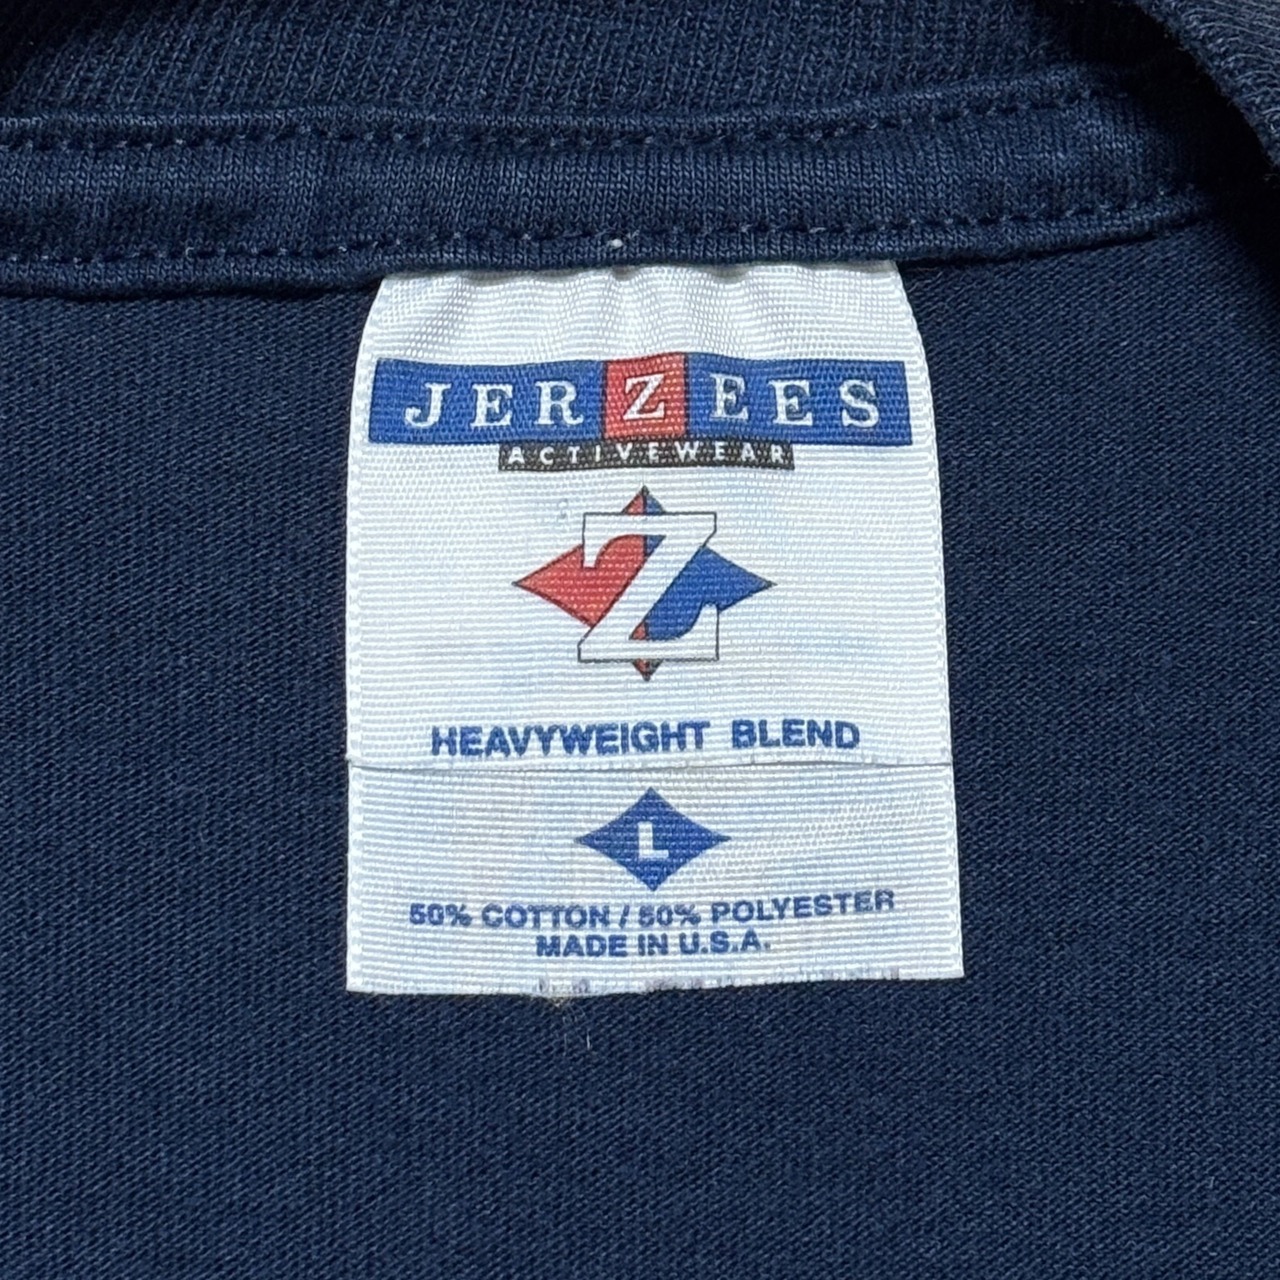 JERZEES
ACTIVEWEAR
Z
HEAVYWEIGHT BLEND
L
50% COTTON / 50% POLYESTER
MADE IN U.S.A.